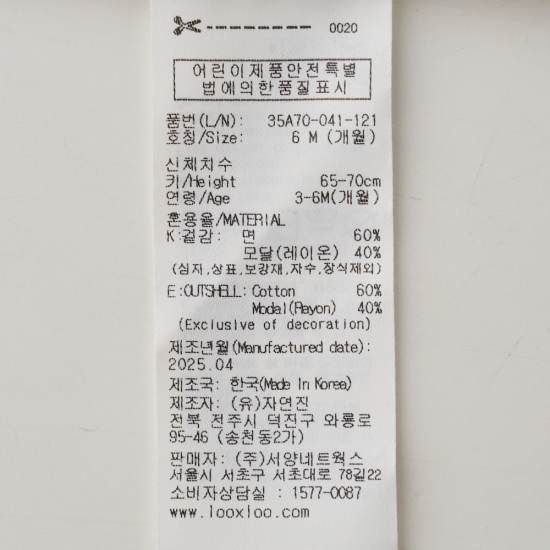 0020
어린이제품안전특별
법에의한품질표시
품번(L/N): 35A70-041-121
호칭/Size: 6 M (개월)
신체치수
키/Height 65-70cm
연령/Age 3-6M(개월)
혼용율/MATERIAL
K:겉감: 면 60%
모달(레이온) 40%
(심지,상표,보강재,자수,장식제외)
E:OUTSHELL: Cotton 60%
Modal(Rayon) 40%
(Exclusive of decoration)
제조년월(Manufactured date):
2025.04
제조국: 한국(Made In Korea)
제조자: (유)자연진
전북 전주시 덕진구 와룡로
95-46 (송천동2가)
판매자: (주)서양네트웍스
서울시 서초구 서초대로 78길22
소비자상담실 : 1577-0087
www.looxloo.com